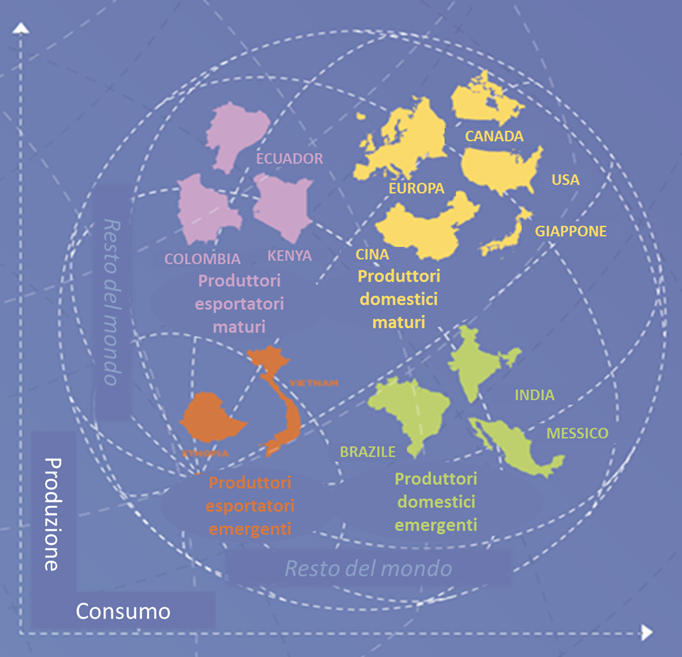 CANADA
ECUADOR
USA
EUROPA
GIAPPONE
COLOMBIA
KENYA
CINA
Produttori
esportatori
maturi
Produttori
domestici
maturi
Resto del mondo
VIETNAM
INDIA
MESSICO
BRAZILE
ETHIOPIA
Produttori
esportatori
emergenti
Produttori
domestici
emergenti
Produzione
Resto del mondo
Consumo